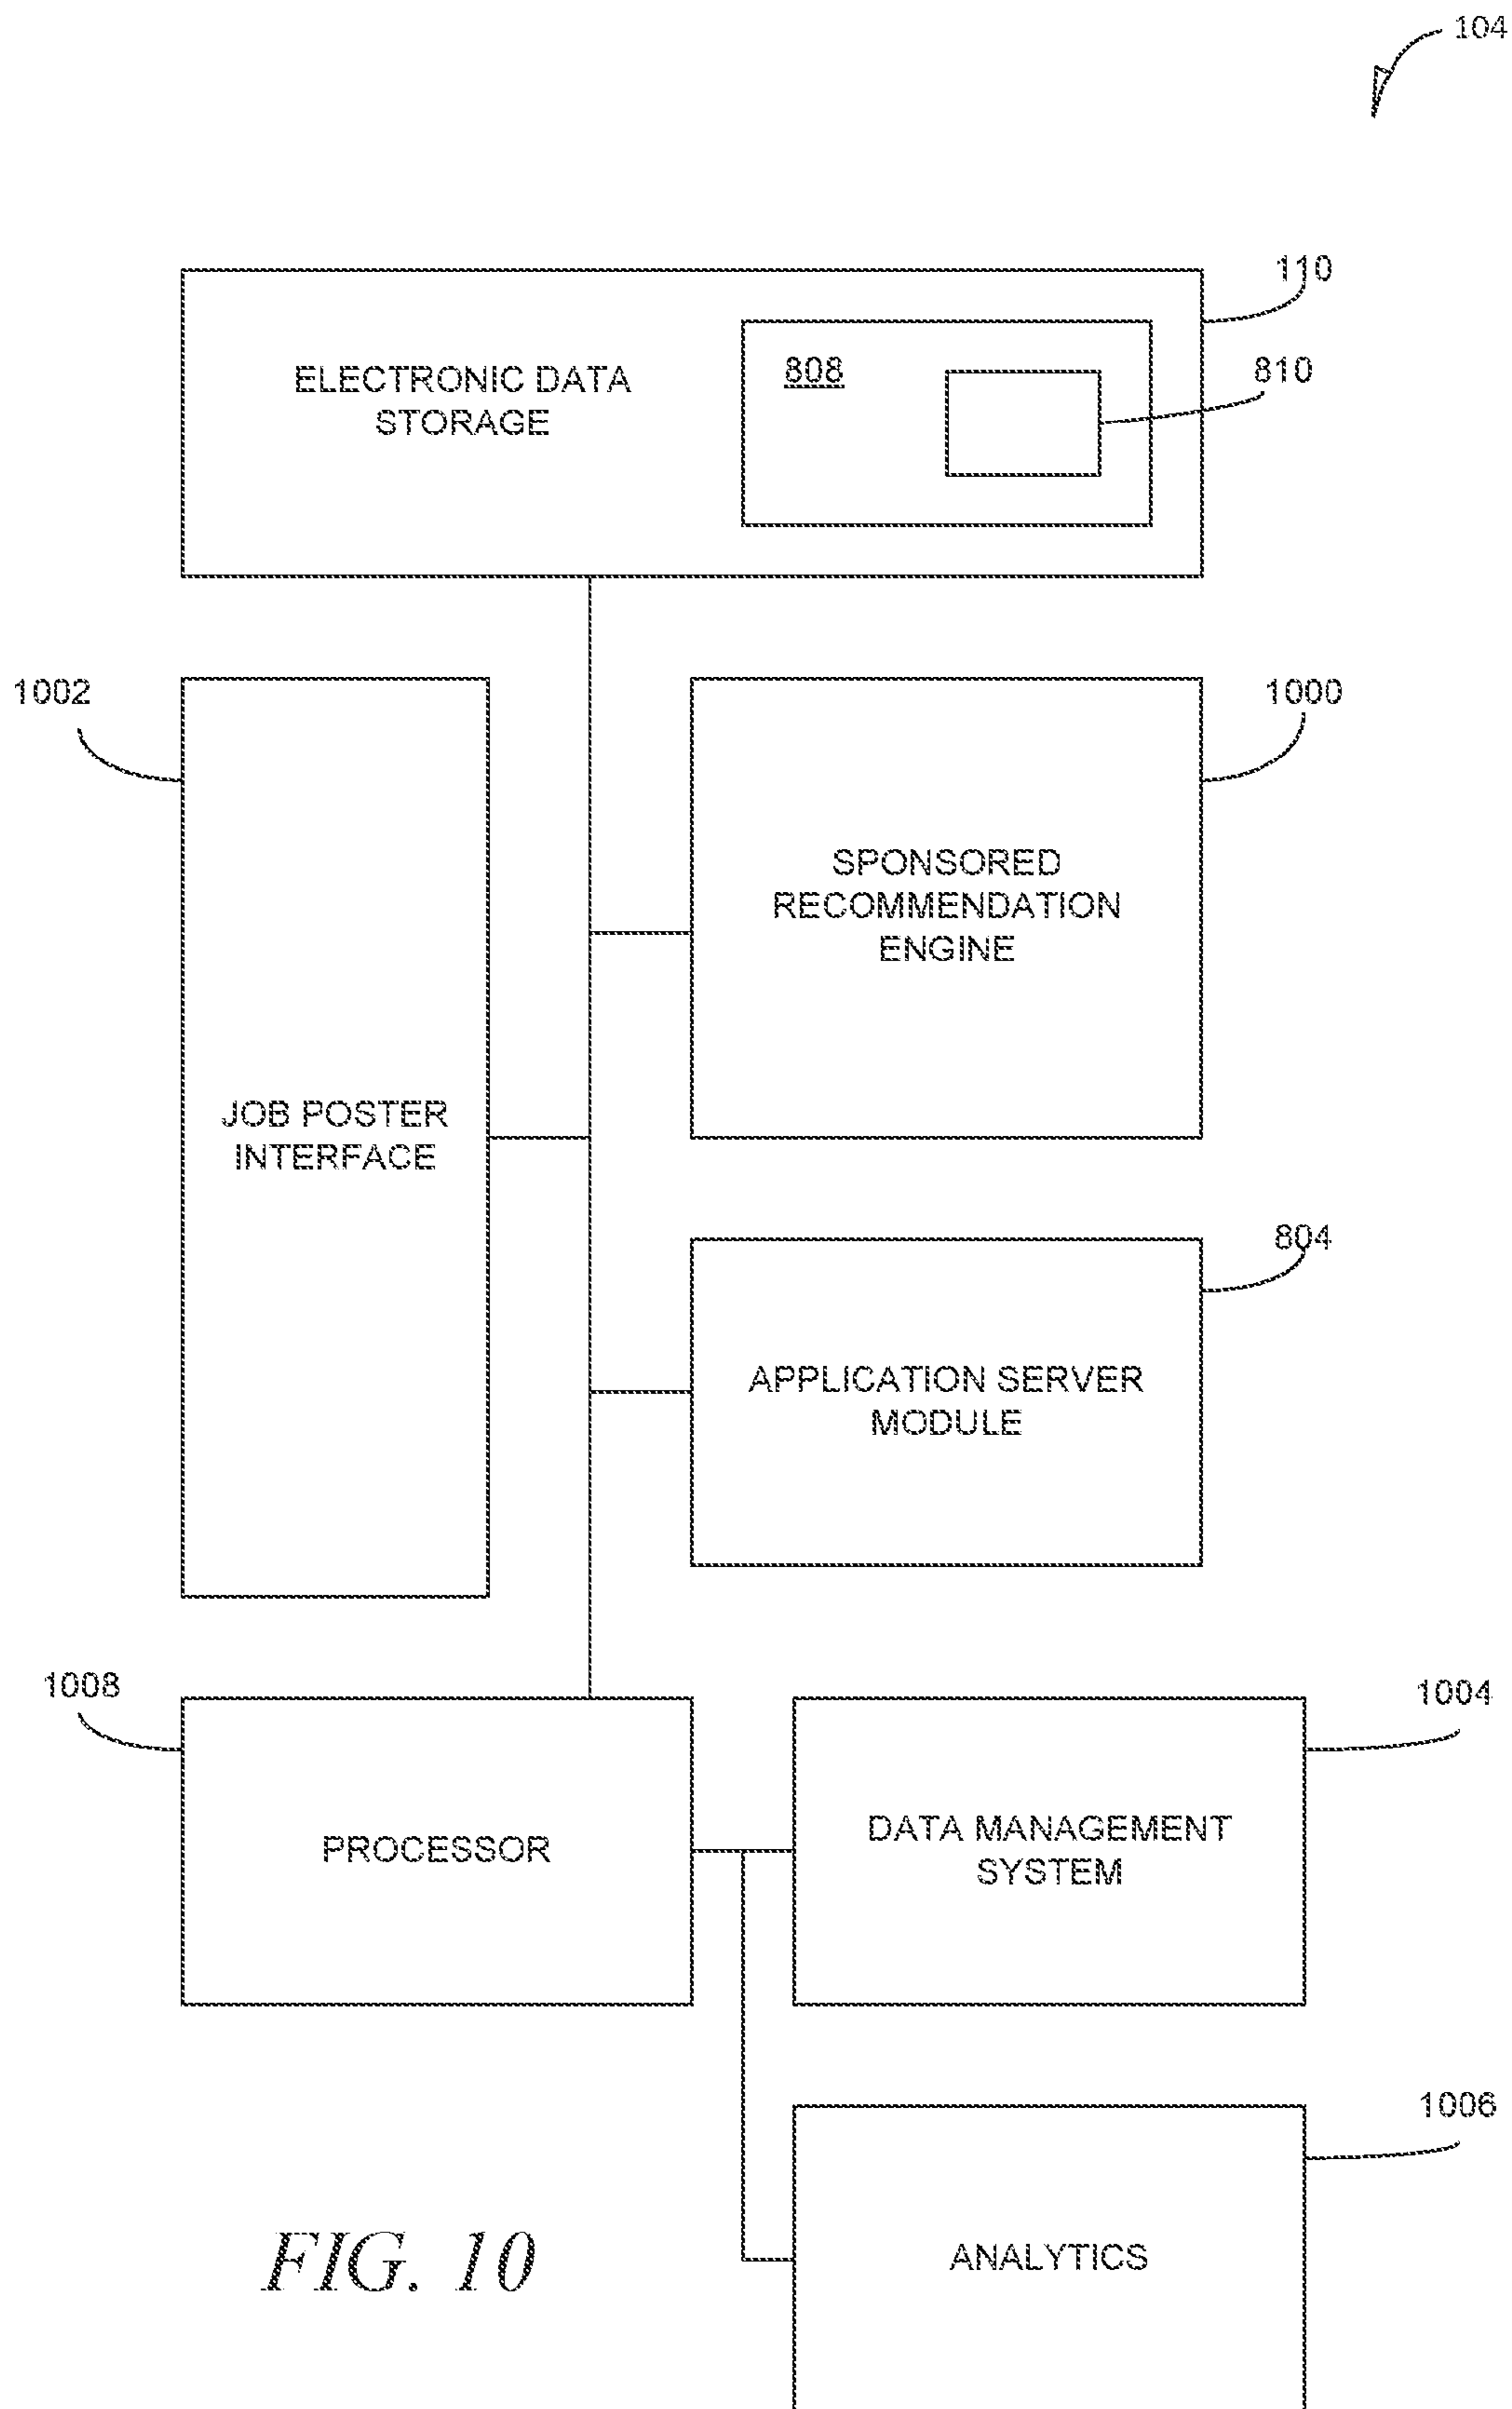 104
110
ELECTRONIC DATA
STORAGE
808
810
1002
1000
SPONSORED
RECOMMENDATION
ENGINE
JOB POSTER
INTERFACE
804
APPLICATION SERVER
MODULE
1008
1004
PROCESSOR
DATA MANAGEMENT
SYSTEM
1006
ANALYTICS
FIG. 10